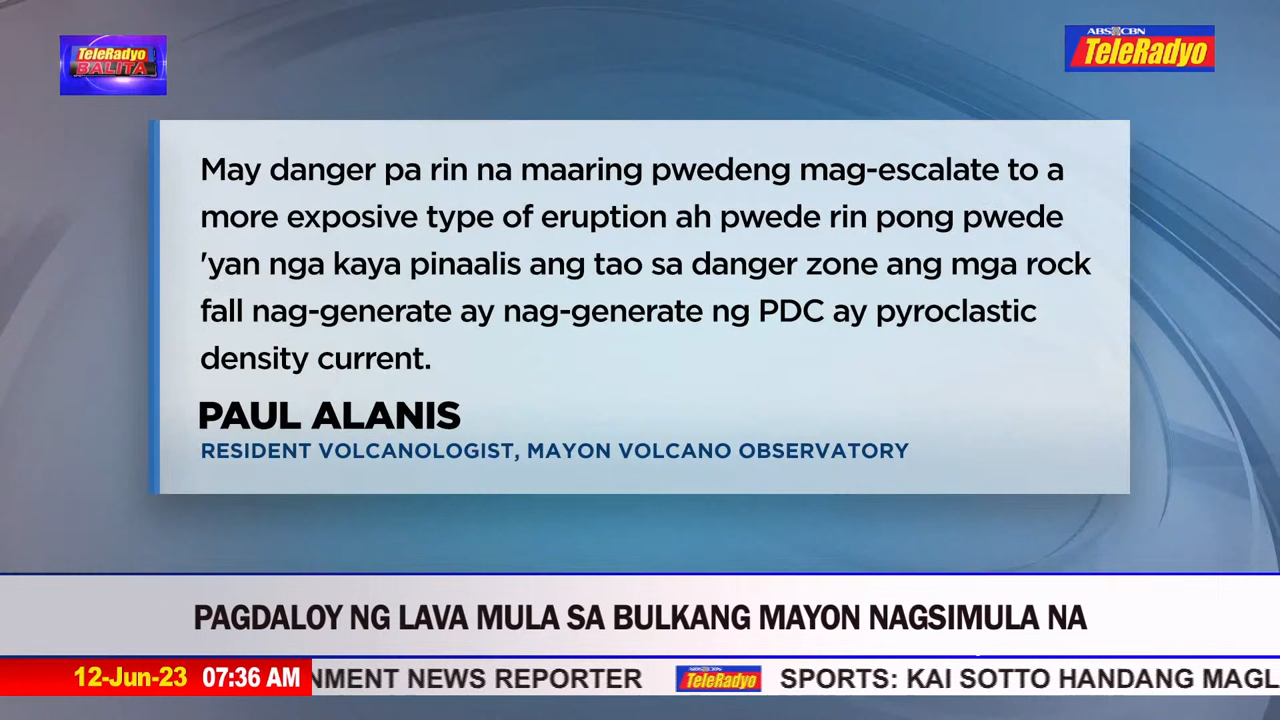 TeleRadyo
BALITA
ABS-CBN
TeleRadyo
May danger pa rin na maaring pwedeng mag-escalate to a
more exposive type of eruption ah pwede rin pong pwede
'yan nga kaya pinaalis ang tao sa danger zone ang mga rock
fall nag-generate ay nag-generate ng PDC ay pyroclastic
density current.
PAUL ALANIS
RESIDENT VOLCANOLOGIST, MAYON VOLCANO OBSERVATORY
PAGDALOY NG LAVA MULA SA BULKANG MAYON NAGSIMULA NA
12-Jun-23 07:36 AM NMENT NEWS REPORTER ABS-CBN TeleRadyo SPORTS: KAI SOTTO HANDANG MAGL